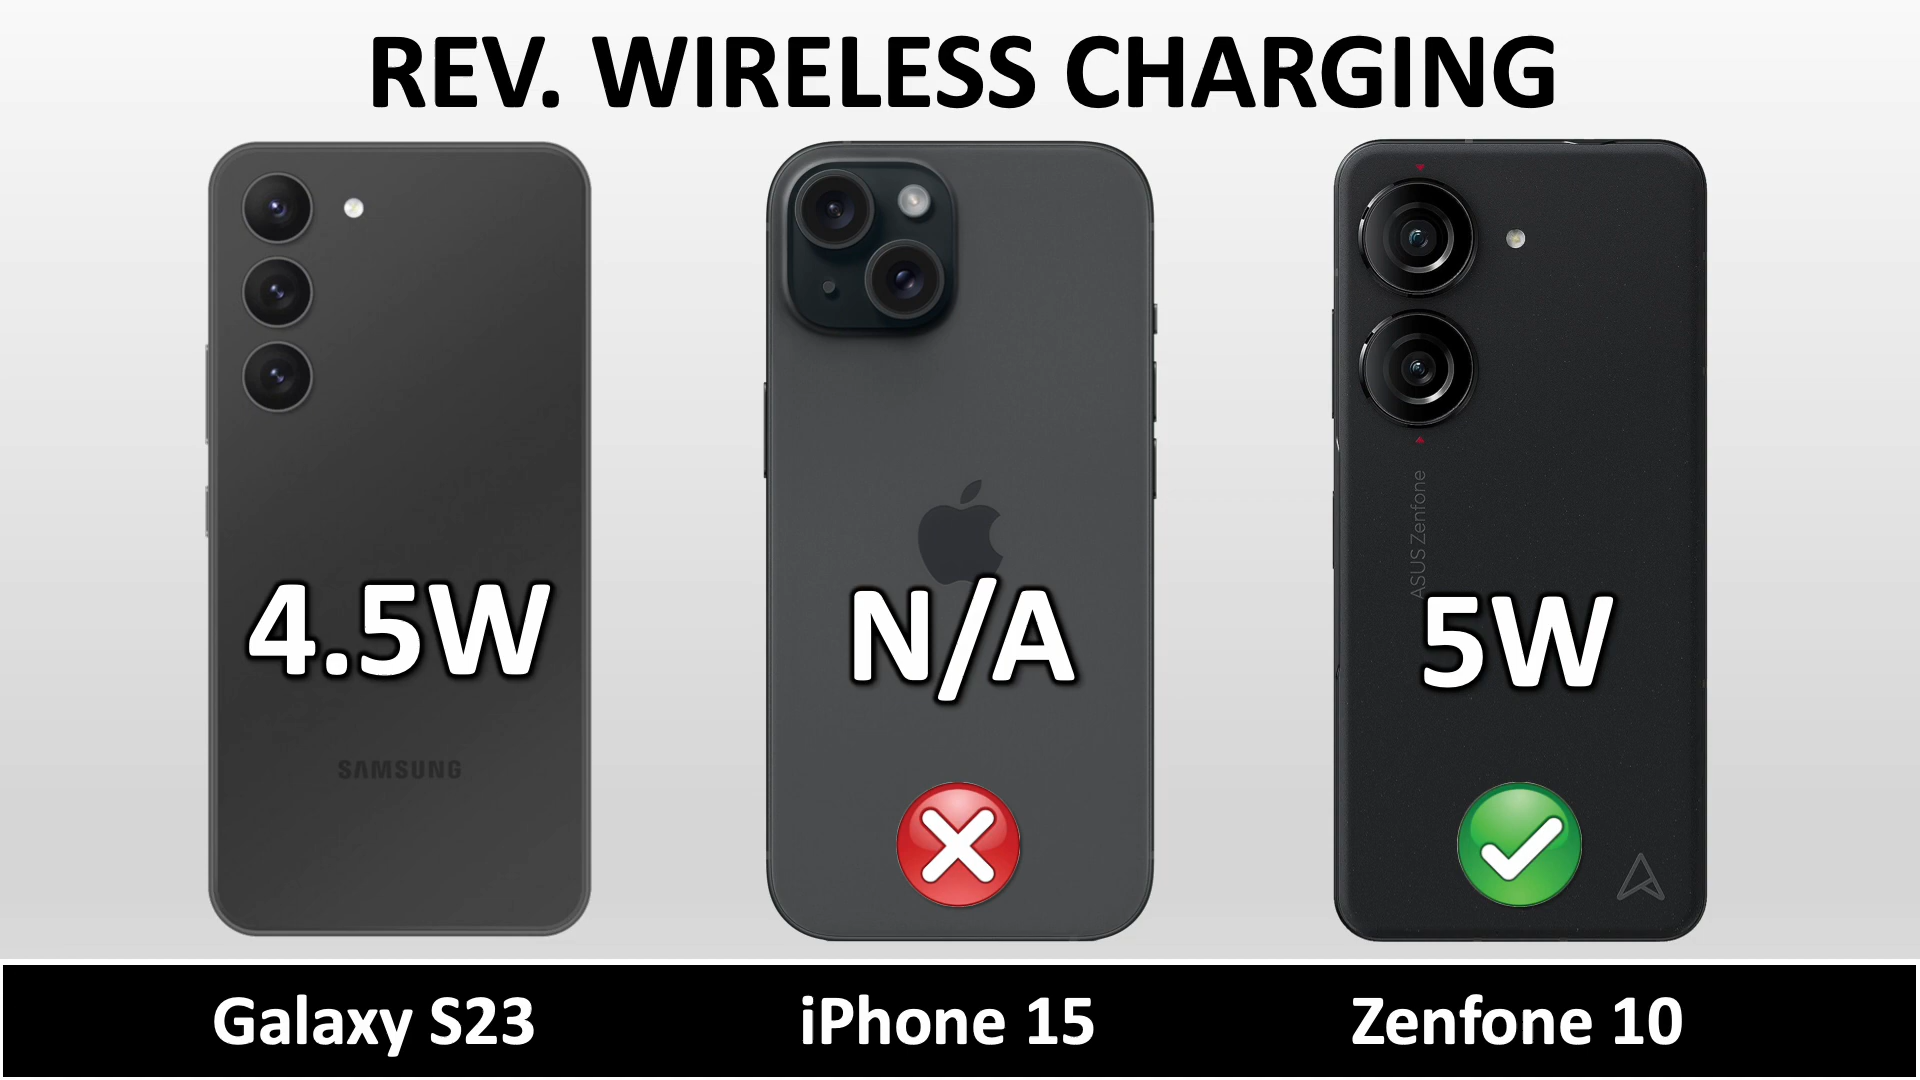 REV. WIRELESS CHARGING
ASUS Zenfone
4.5W
N/A
5W
SAMSUNG
Galaxy S23
iPhone 15
Zenfone 10